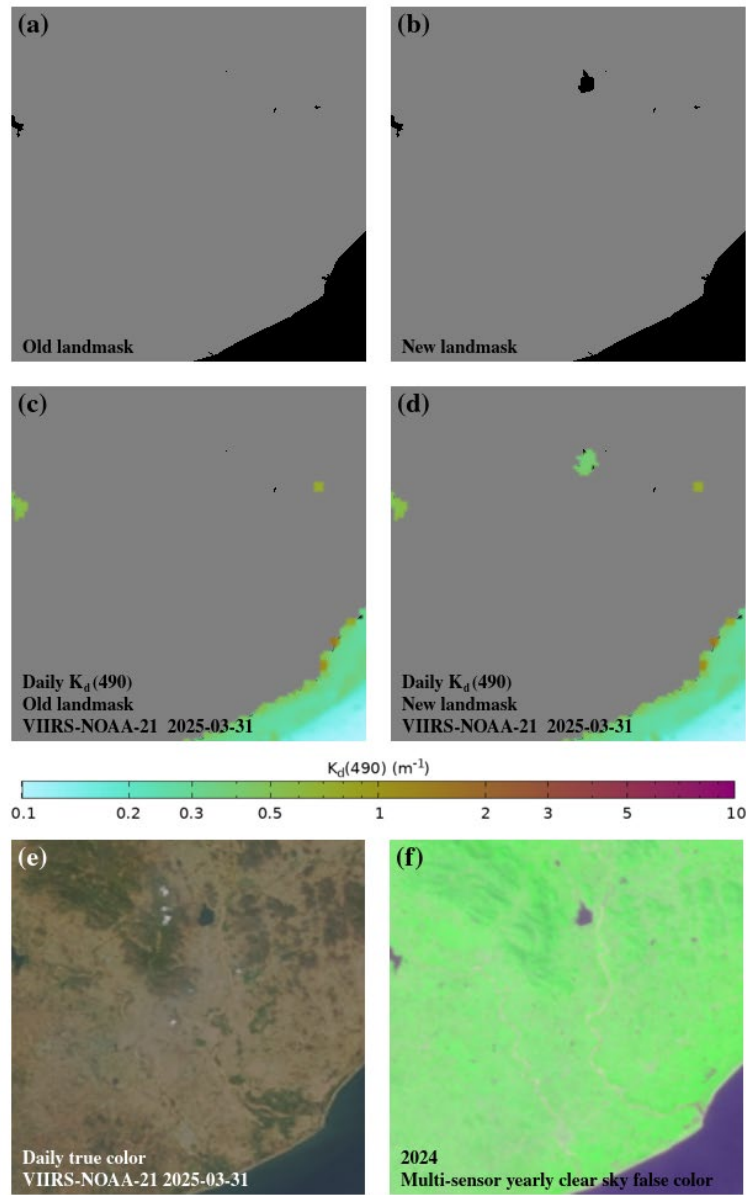 (a)
(b)
Old landmask
New landmask
(c)
(d)
Daily Kd(490)
Old landmask
VIIRS-NOAA-21 2025-03-31
Daily Kd(490)
New landmask
VIIRS-NOAA-21 2025-03-31
Kd(490) (m-1)
0.1 0.2 0.3 0.5 1 2 3 5 10
(e)
(f)
Daily true color
VIIRS-NOAA-21 2025-03-31
2024
Multi-sensor yearly clear sky false color